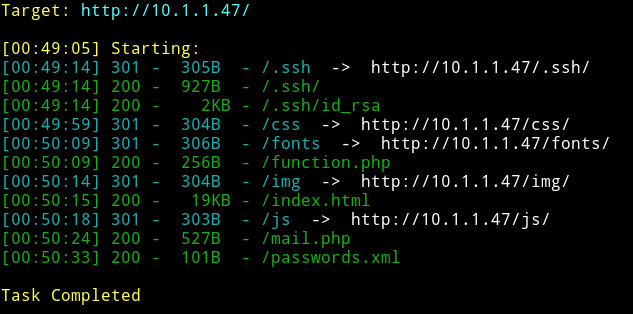 Target: http://10.1.1.47/
[00:49:05] Starting:
[00:49:14] 301 -  305B  - /.ssh  ->  http://10.1.1.47/.ssh/
[00:49:14] 200 -  927B  - /.ssh/
[00:49:14] 200 -    2KB - /.ssh/id_rsa
[00:49:59] 301 -  304B  - /css  ->  http://10.1.1.47/css/
[00:50:09] 301 -  306B  - /fonts  ->  http://10.1.1.47/fonts/
[00:50:09] 200 -  256B  - /function.php
[00:50:14] 301 -  304B  - /img  ->  http://10.1.1.47/img/
[00:50:15] 200 -   19KB - /index.html
[00:50:18] 301 -  303B  - /js  ->  http://10.1.1.47/js/
[00:50:24] 200 -  527B  - /mail.php
[00:50:33] 200 -  101B  - /passwords.xml
Task Completed